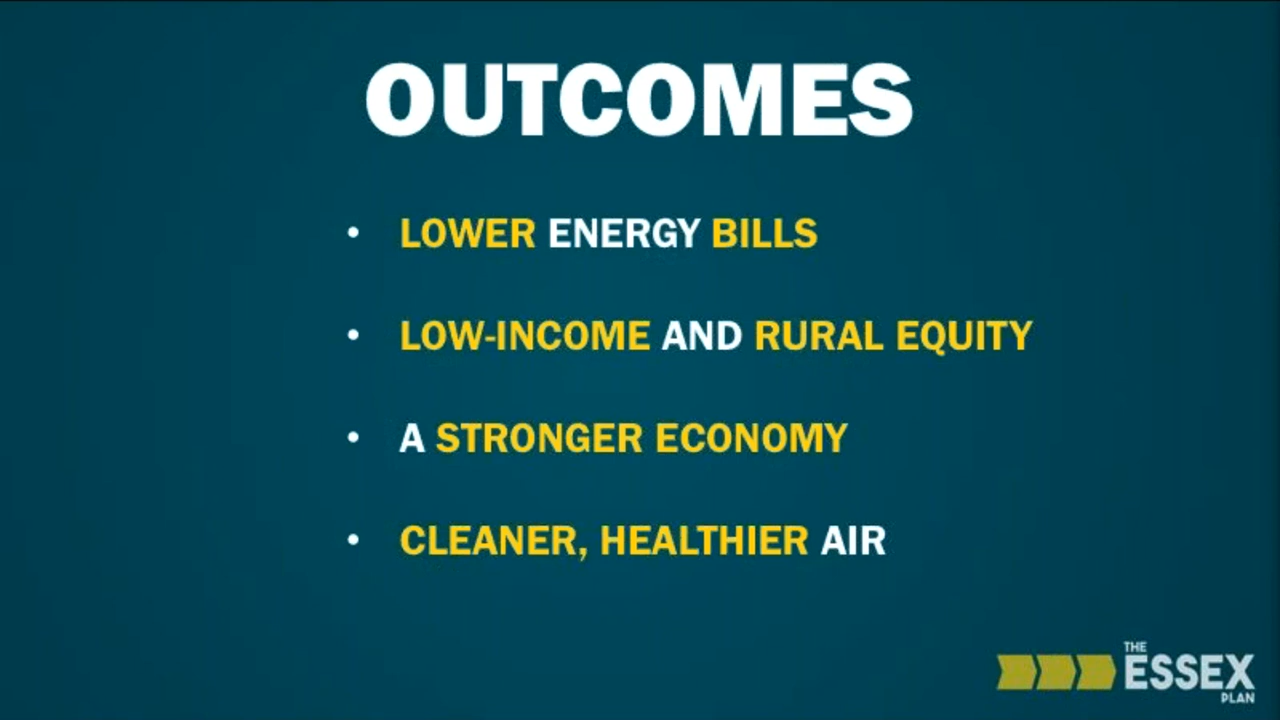 OUTCOMES
• LOWER ENERGY BILLS
• LOW-INCOME AND RURAL EQUITY
• A STRONGER ECONOMY
• CLEANER, HEALTHIER AIR
THE
ESSEX
PLAN